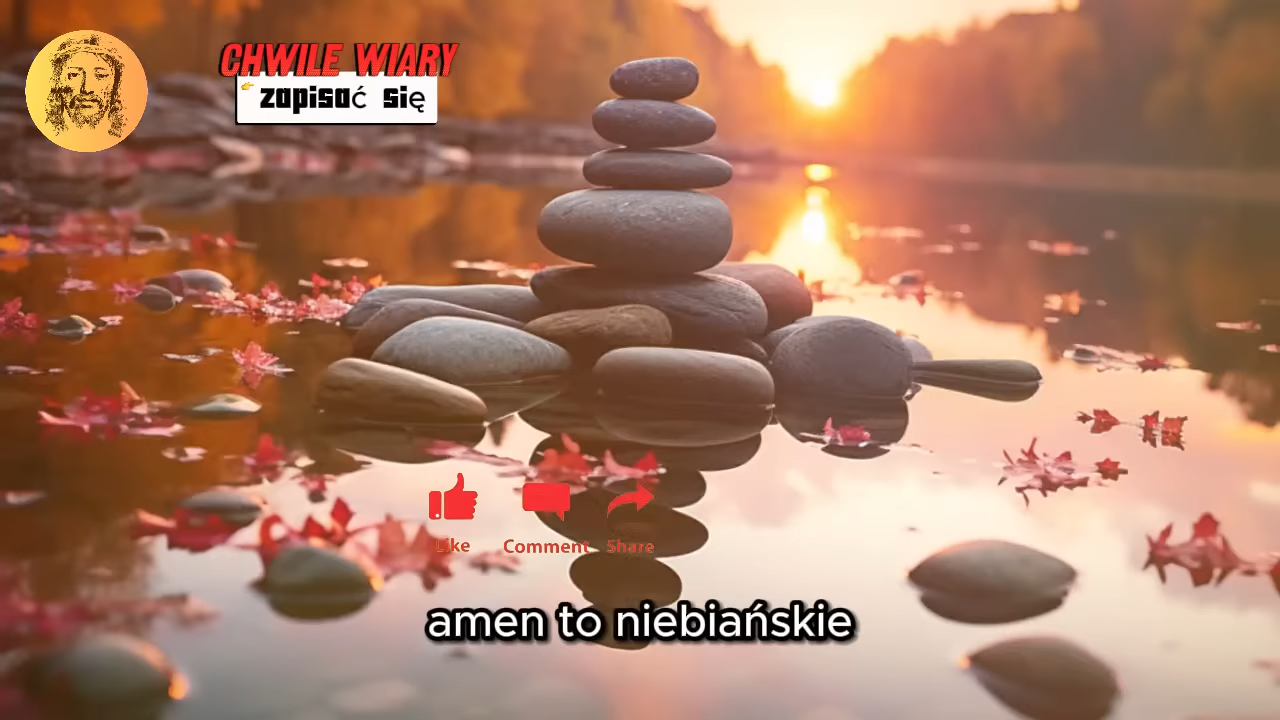 CHWILE WIARY
zapisać się
Like
Comment
Share
amen to niebiańskie